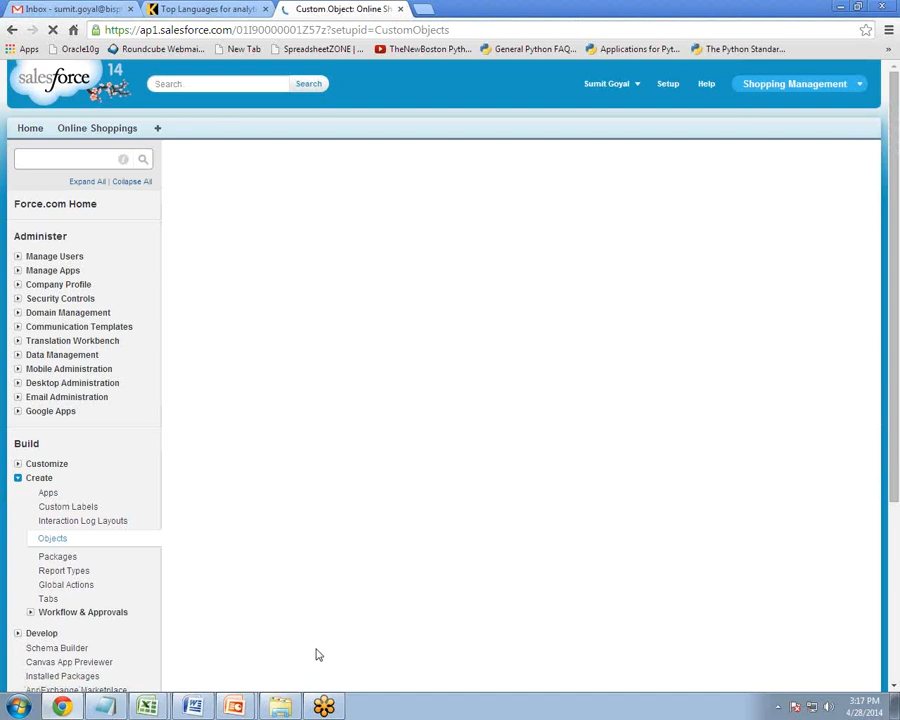 Inbox - sumit.goyal@bisp
Top Languages for analyt
Custom Object: Online Sh
https://ap1.salesforce.com/01I90000001Z57z?setupid=CustomObjects
Apps
Oracle10g
Roundcube Webmai...
New Tab
SpreadsheetZONE |...
TheNewBoston Pyth...
General Python FAQ...
Applications for Pyt...
The Python Standar...
salesforce
14
Search...
Search
Sumit Goyal
Setup
Help
Shopping Management
Home
Online Shoppings
+
Expand All | Collapse All
Force.com Home
Administer
Manage Users
Manage Apps
Company Profile
Security Controls
Domain Management
Communication Templates
Translation Workbench
Data Management
Mobile Administration
Desktop Administration
Email Administration
Google Apps
Build
Customize
Create
Apps
Custom Labels
Interaction Log Layouts
Objects
Packages
Report Types
Global Actions
Tabs
Workflow & Approvals
Develop
Schema Builder
Canvas App Previewer
Installed Packages
AppExchange Marketplace
3:17 PM
4/28/2014